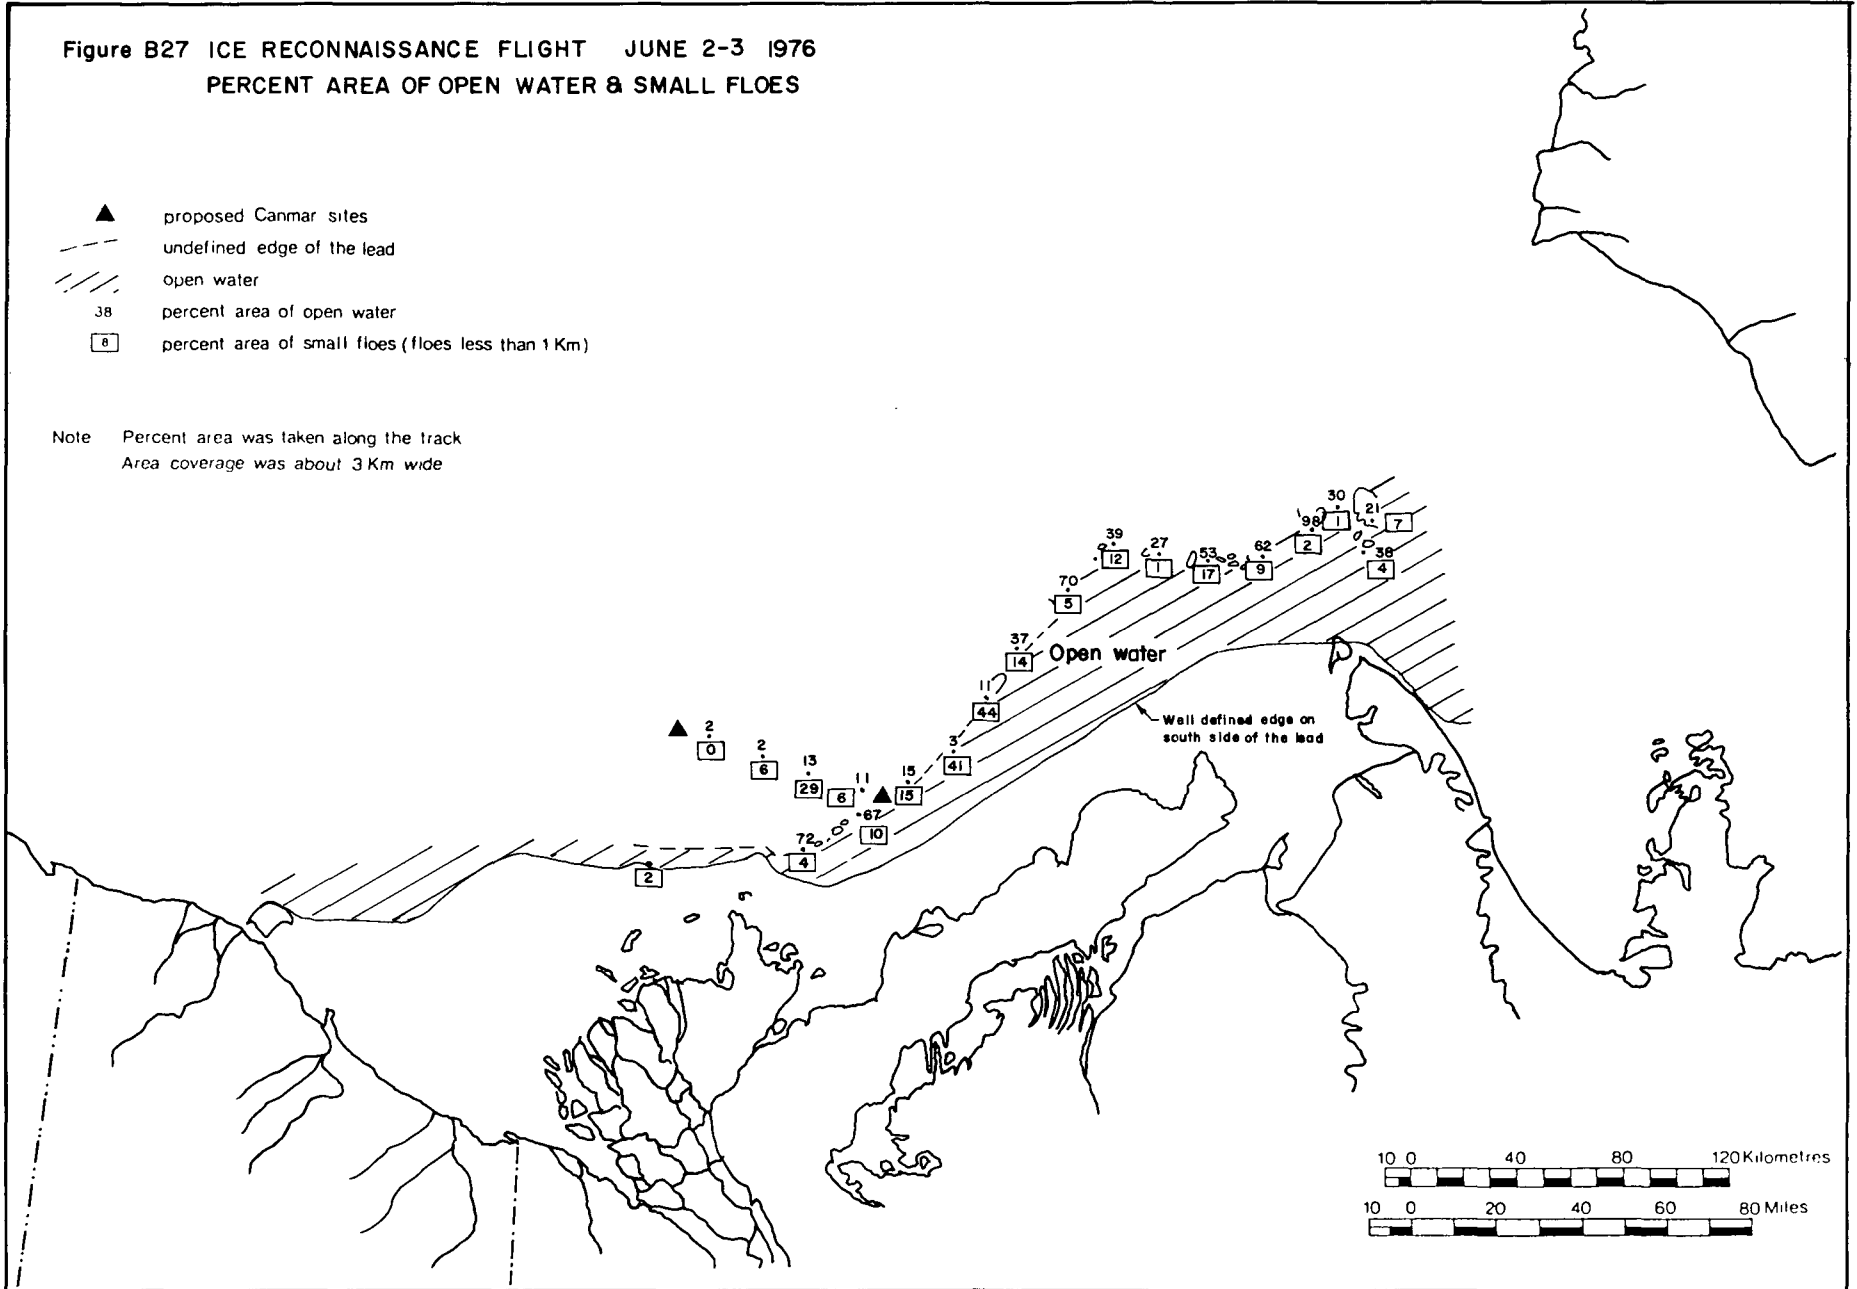 Figure B27 ICE RECONNAISSANCE FLIGHT JUNE 2-3 1976
PERCENT AREA OF OPEN WATER & SMALL FLOES
proposed Canmar sites
undefined edge of the lead
open water
38 percent area of open water
8 percent area of small floes (floes less than 1 Km)
Note Percent area was taken along the track
Area coverage was about 3 Km wide
30
21
1
7
98
2
39
12
27
1
53
17
62
9
38
4
70
5
37
14
Open water
11
44
Well defined edge on
south side of the lead
2
0
2
6
13
29
11
6
15
15
3
41
67
10
72
4
2
10 0 40 80 120 Kilometres
10 0 20 40 60 80 Miles